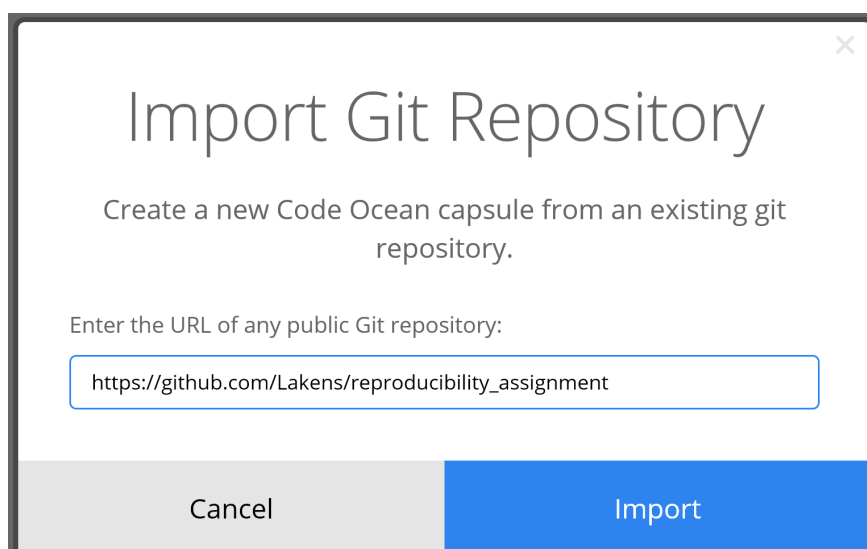 Import Git Repository
Create a new Code Ocean capsule from an existing git
repository.
Enter the URL of any public Git repository:
https://github.com/Lakens/reproducibility_assignment
Cancel
Import